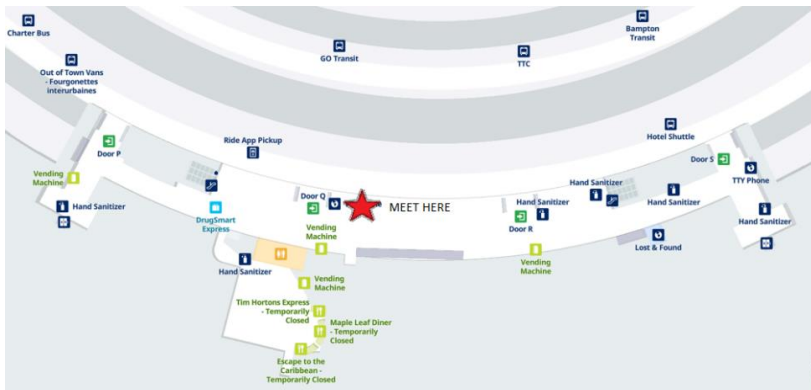 Charter Bus
Out of Town Vans
- Fourgonettes
interurbaines
GO Transit
TTC
Bampton
Transit
Hotel Shuttle
Ride App Pickup
Door P
Vending
Machine
Hand Sanitizer
DrugSmart
Express
Door Q
MEET HERE
Vending
Machine
Hand Sanitizer
Vending
Machine
Tim Hortons Express -
Temporarily
Closed
Maple Leaf Diner
- Temporarily
Closed
Escape to the
Caribbean -
Temporarily Closed
Hand Sanitizer
Door R
Vending
Machine
Hand Sanitizer
Hand Sanitizer
Lost & Found
Door S
TTY Phone
Hand Sanitizer